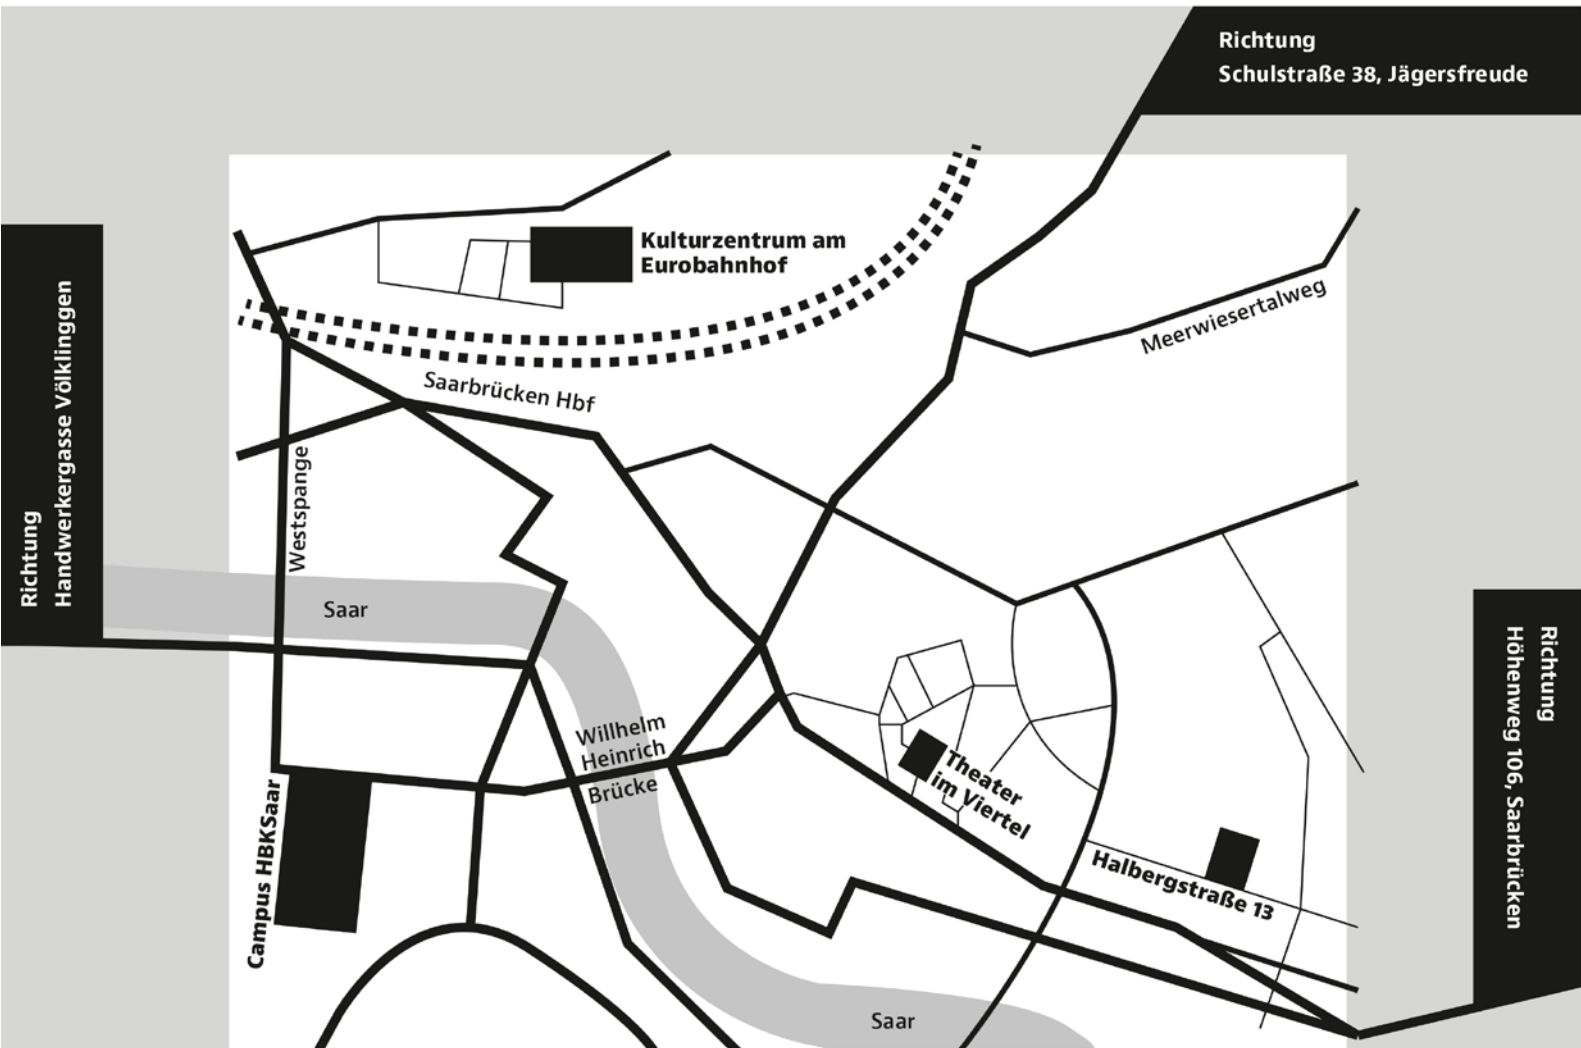 Richtung
Schulstraße 38, Jägersfreude
Kulturzentrum am
Eurobahnhof
Richtung
Handwerkergasse Völklinggen
Meerwiesertalweg
Saarbrücken Hbf
Westspange
Saar
Willhelm
Heinrich
Brücke
Theater
im Viertel
Richtung
Höhenweg 106, Saarbrücken
Halbergstraße 13
Campus HBKSaar
Saar